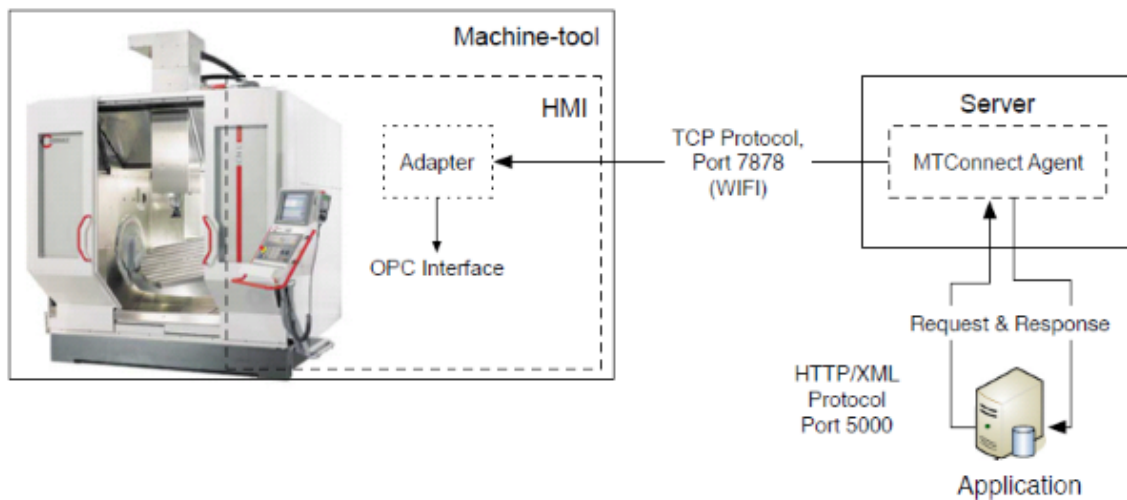 Machine-tool
HMI
Adapter
OPC Interface
TCP Protocol,
Port 7878
(WIFI)
Server
MTConnect Agent
Request & Response
HTTP/XML
Protocol
Port 5000
Application